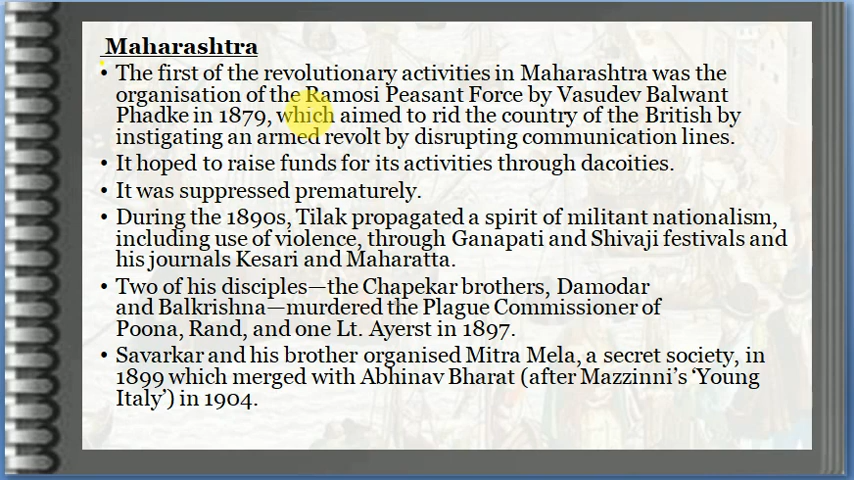 Maharashtra
• The first of the revolutionary activities in Maharashtra was the
organisation of the Ramosi Peasant Force by Vasudev Balwant
Phadke in 1879, which aimed to rid the country of the British by
instigating an armed revolt by disrupting communication lines.
• It hoped to raise funds for its activities through dacoities.
• It was suppressed prematurely.
• During the 1890s, Tilak propagated a spirit of militant nationalism,
including use of violence, through Ganapati and Shivaji festivals and
his journals Kesari and Maharatta.
• Two of his disciples—the Chapekar brothers, Damodar
and Balkrishna—murdered the Plague Commissioner of
Poona, Rand, and one Lt. Ayerst in 1897.
• Savarkar and his brother organised Mitra Mela, a secret society, in
1899 which merged with Abhinav Bharat (after Mazzinni’s ‘Young
Italy’) in 1904.